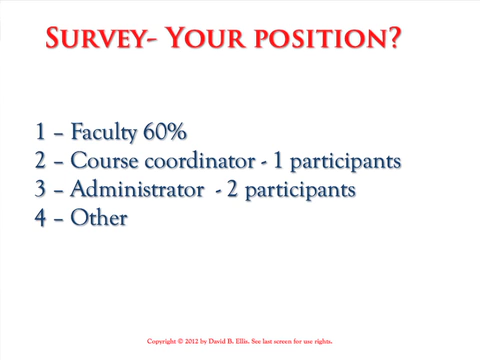 SURVEY- YOUR POSITION?
1 – Faculty 60%
2 – Course coordinator - 1 participants
3 – Administrator  - 2 participants
4 – Other
Copyright © 2012 by David B. Ellis. See last screen for use rights.